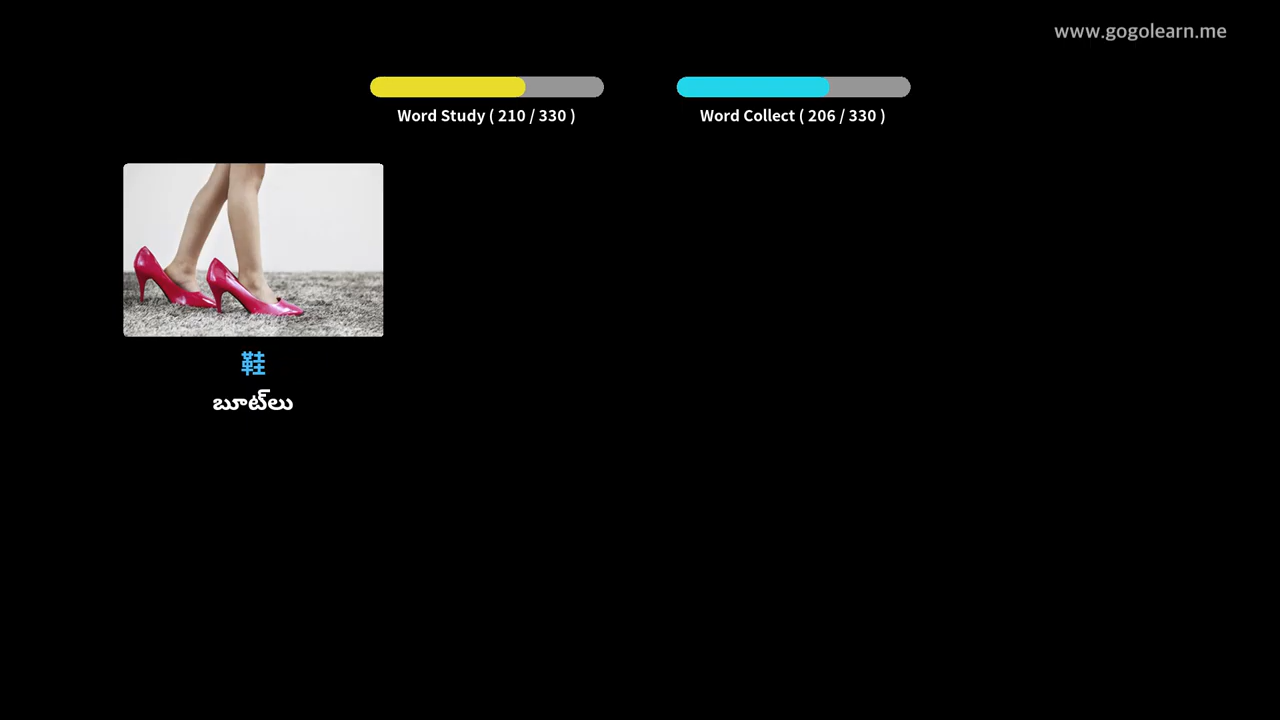 www.gogolearn.me
Word Study ( 210 / 330 )
Word Collect ( 206 / 330 )
鞋
బూట్‌లు